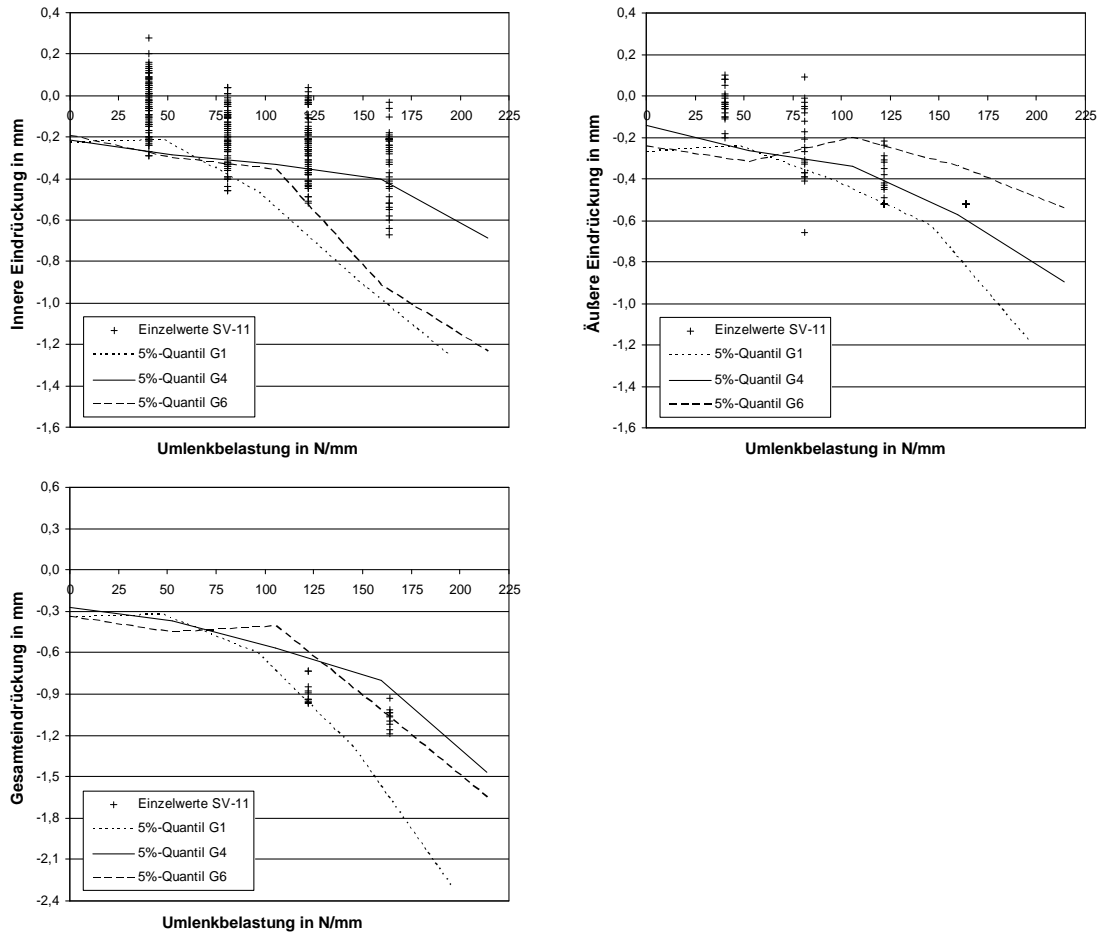 0,4
0,2
0,0
-0,2
-0,4
-0,6
-0,8
-1,0
-1,2
-1,4
-1,6
0 25 50 75 100 125 150 175 200 225
Innere Eindrückung in mm
Einzelwerte SV-11
5%-Quantil G1
5%-Quantil G4
5%-Quantil G6
Umlenkbelastung in N/mm
0,4
0,2
0,0
-0,2
-0,4
-0,6
-0,8
-1,0
-1,2
-1,4
-1,6
0 25 50 75 100 125 150 175 200 225
Äußere Eindrückung in mm
Einzelwerte SV-11
5%-Quantil G1
5%-Quantil G4
5%-Quantil G6
Umlenkbelastung in N/mm
0,6
0,3
0,0
-0,3
-0,6
-0,9
-1,2
-1,5
-1,8
-2,1
-2,4
0 25 50 75 100 125 150 175 200 225
Gesamteindrückung in mm
Einzelwerte SV-11
5%-Quantil G1
5%-Quantil G4
5%-Quantil G6
Umlenkbelastung in N/mm